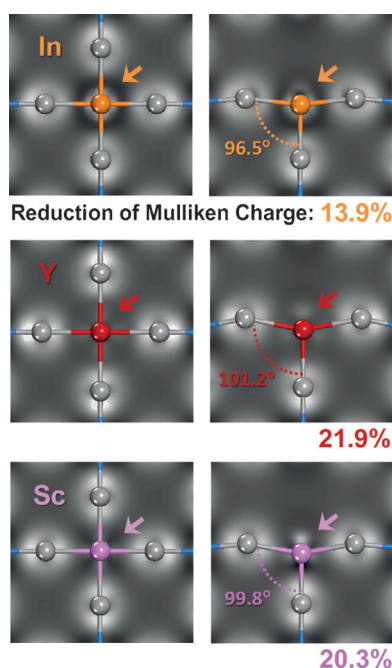 In
96.5°
Reduction of Mulliken Charge: 13.9%
Y
101.2°
21.9%
Sc
99.8°
20.3%